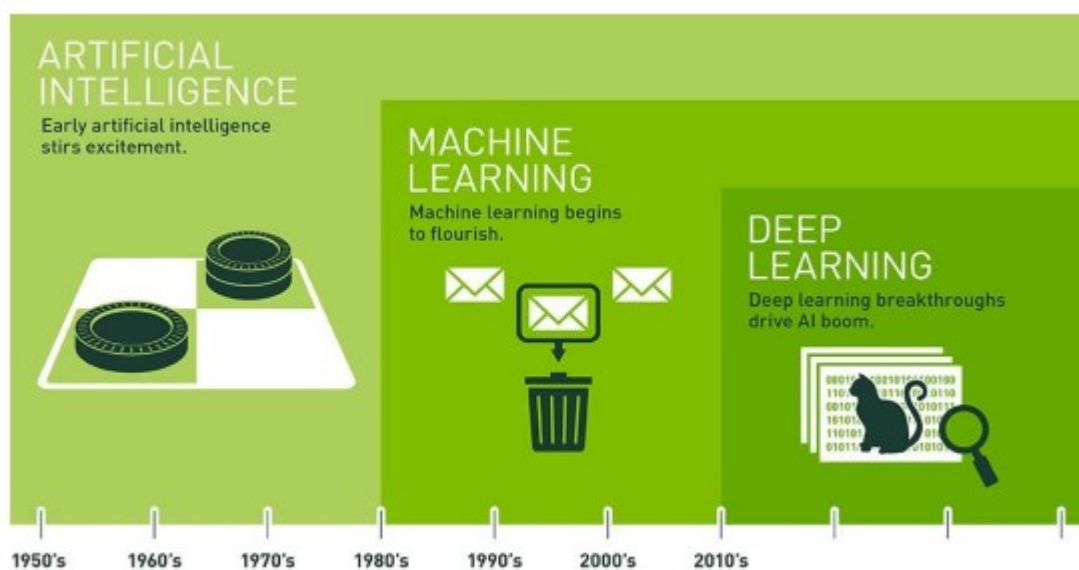 ARTIFICIAL
INTELLIGENCE
Early artificial intelligence
stirs excitement.
MACHINE
LEARNING
Machine learning begins
to flourish.
DEEP
LEARNING
Deep learning breakthroughs
drive AI boom.
1950's 1960's 1970's 1980's 1990's 2000's 2010's